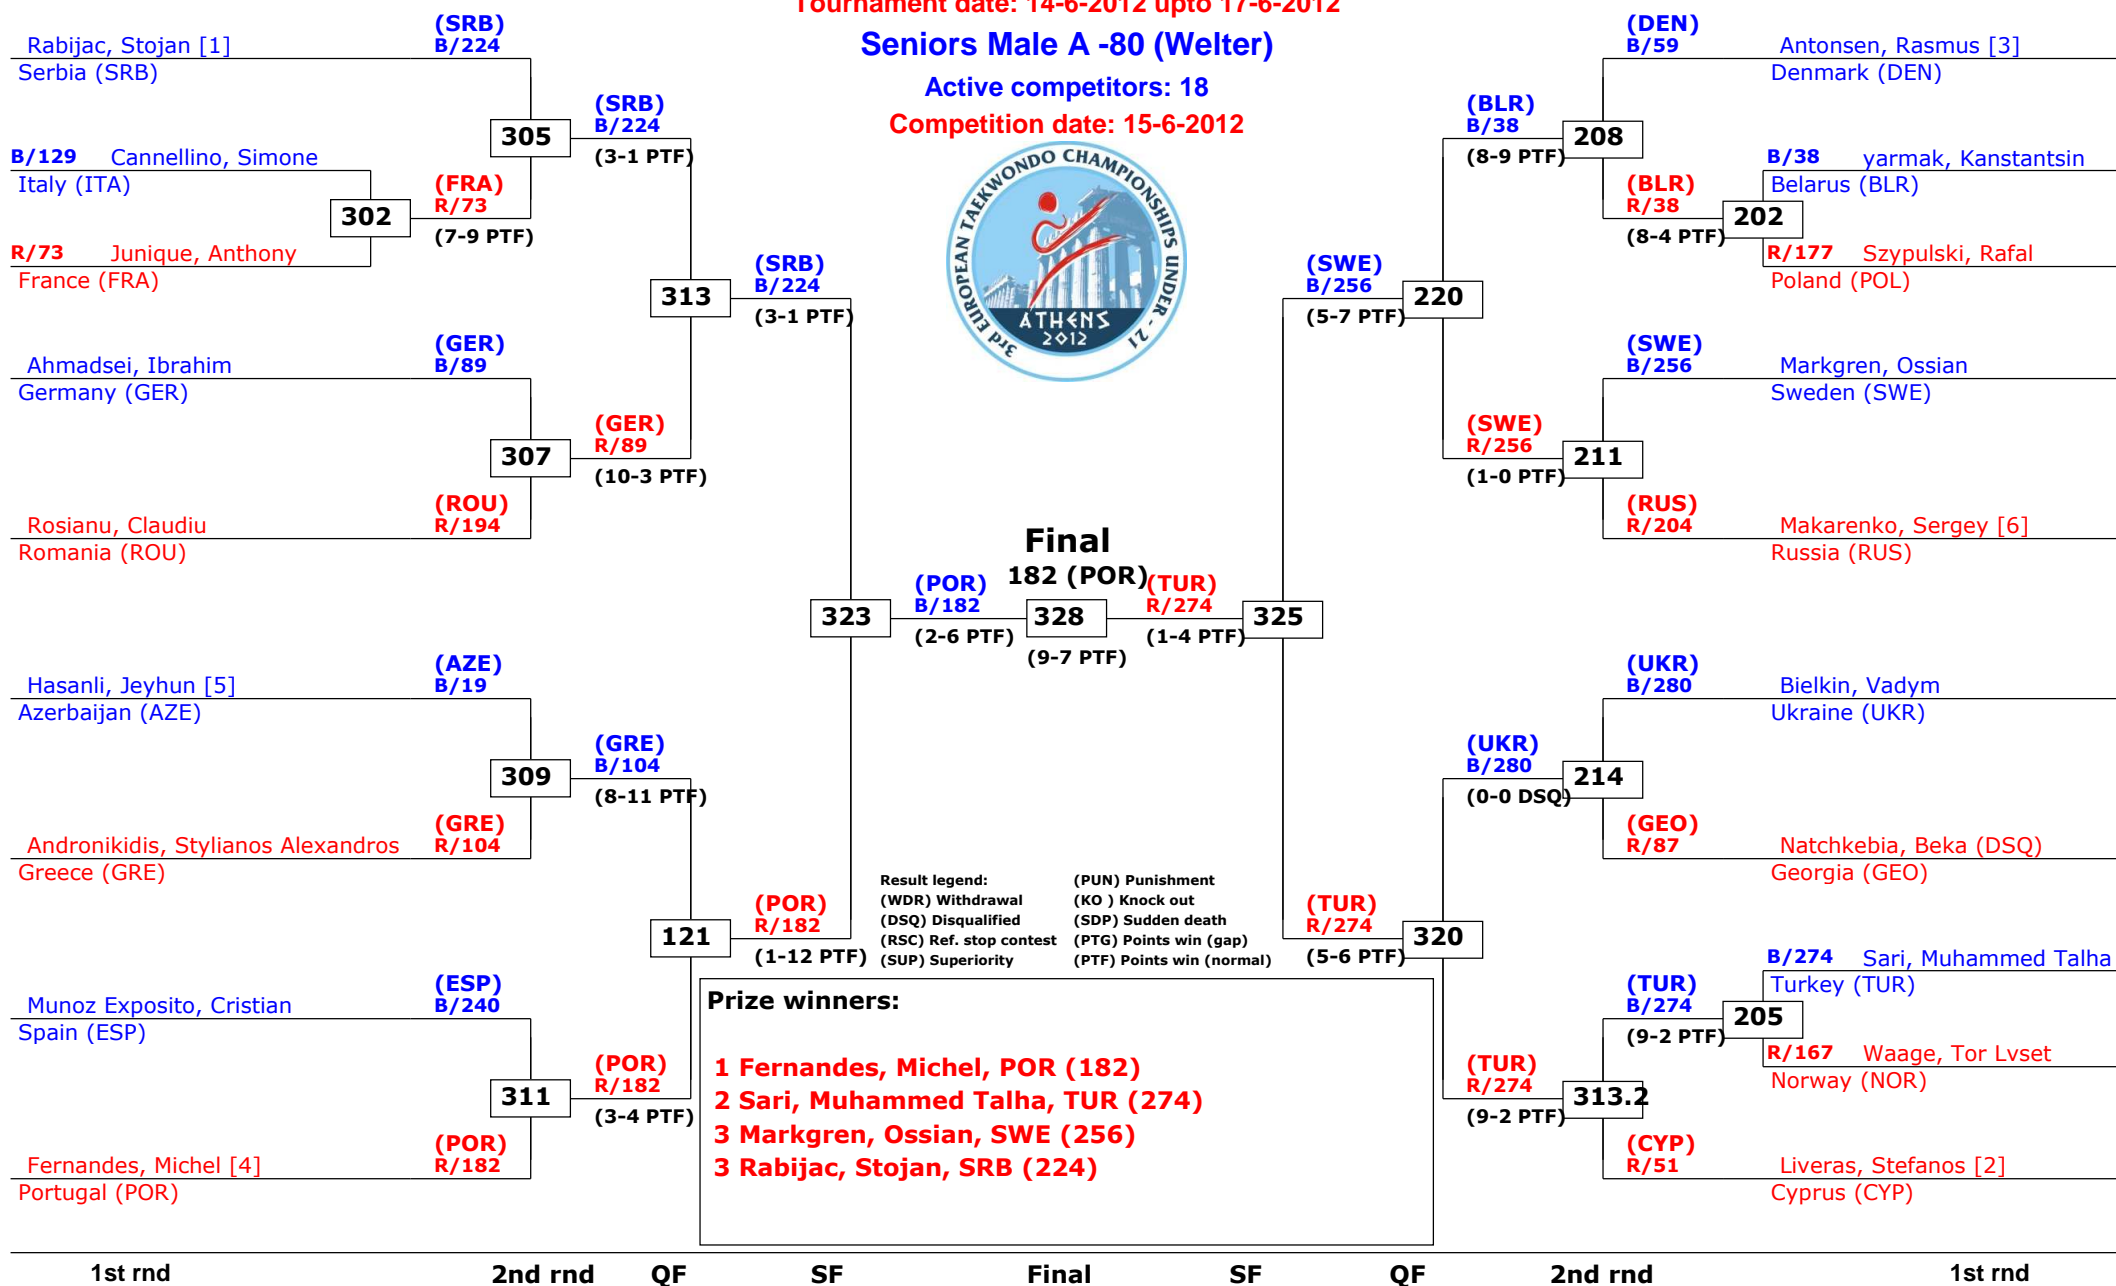 Tournament date: 14-6-2012 upto 17-6-2012
Seniors Male A -80 (Welter)
Active competitors: 18
Competition date: 15-6-2012
3rd EUROPEAN TAEKWONDO CHAMPIONSHIPS UNDER - 21
ATHENS
2012
(SRB)
Rabijac, Stojan [1] B/224
Serbia (SRB)
(SRB)
B/224
305
(3-1 PTF)
B/129 Cannellino, Simone
Italy (ITA)
(FRA)
R/73
302
(7-9 PTF)
R/73 Junique, Anthony
France (FRA)
(SRB)
B/224
313
(3-1 PTF)
(GER)
Ahmadsei, Ibrahim B/89
Germany (GER)
(GER)
R/89
307
(10-3 PTF)
(ROU)
Rosianu, Claudiu R/194
Romania (ROU)
(POR)
B/182
323
(2-6 PTF)
(AZE)
Hasanli, Jeyhun [5] B/19
Azerbaijan (AZE)
(GRE)
B/104
309
(8-11 PTF)
(GRE)
Andronikidis, Stylianos Alexandros R/104
Greece (GRE)
(POR)
R/182
121
(1-12 PTF)
(ESP)
Munoz Exposito, Cristian B/240
Spain (ESP)
(POR)
R/182
311
(3-4 PTF)
(POR)
Fernandes, Michel [4] R/182
Portugal (POR)
Final
182 (POR)
328
(9-7 PTF)
(DEN)
B/59 Antonsen, Rasmus [3]
Denmark (DEN)
(BLR)
B/38
208
(8-9 PTF)
B/38 yarmak, Kanstantsin
Belarus (BLR)
(BLR)
R/38
202
(8-4 PTF)
R/177 Szypulski, Rafal
Poland (POL)
(SWE)
B/256
220
(5-7 PTF)
(SWE)
B/256 Markgren, Ossian
Sweden (SWE)
(SWE)
R/256
211
(1-0 PTF)
(RUS)
R/204 Makarenko, Sergey [6]
Russia (RUS)
(TUR)
R/274
325
(1-4 PTF)
(UKR)
B/280 Bielkin, Vadym
Ukraine (UKR)
(UKR)
B/280
214
(0-0 DSQ)
(GEO)
R/87 Natchkebia, Beka (DSQ)
Georgia (GEO)
(TUR)
R/274
320
(5-6 PTF)
B/274 Sari, Muhammed Talha
Turkey (TUR)
(TUR)
B/274
205
(9-2 PTF)
R/167 Waage, Tor Lvset
Norway (NOR)
(TUR)
R/274
313.2
(9-2 PTF)
(CYP)
R/51 Liveras, Stefanos [2]
Cyprus (CYP)
Result legend: (PUN) Punishment
(WDR) Withdrawal (KO ) Knock out
(DSQ) Disqualified (SDP) Sudden death
(RSC) Ref. stop contest (PTG) Points win (gap)
(SUP) Superiority (PTF) Points win (normal)
Prize winners:
1 Fernandes, Michel, POR (182)
2 Sari, Muhammed Talha, TUR (274)
3 Markgren, Ossian, SWE (256)
3 Rabijac, Stojan, SRB (224)
1st rnd 2nd rnd QF SF Final SF QF 2nd rnd 1st rnd